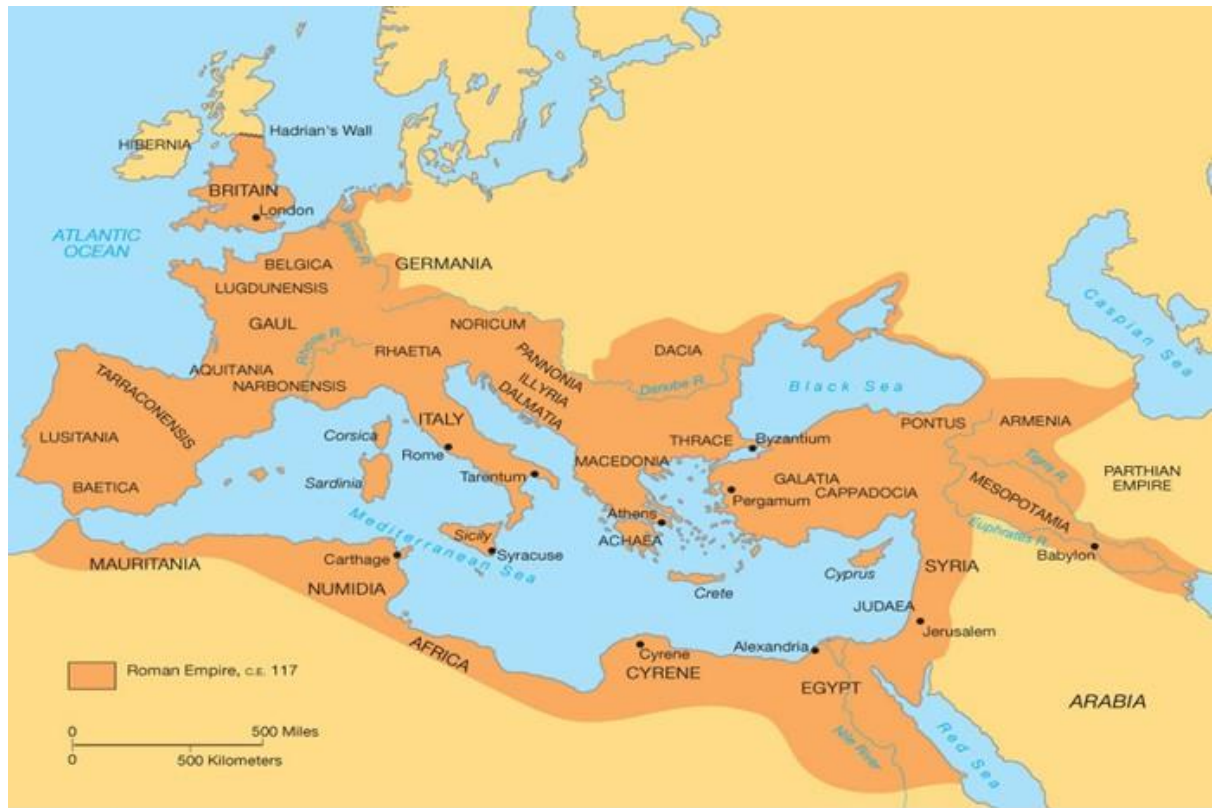 HIBERNIA
Hadrian's Wall
BRITAIN
London
ATLANTIC
OCEAN
BELGICA
Rhine R.
GERMANIA
LUGDUNENSIS
GAUL
Rhone R.
NORICUM
RHAETIA
AQUITANIA
NARBONENSIS
TARRACONENSIS
LUSITANIA
BAETICA
PANNONIA
ILLYRIA
DALMATIA
DACIA
Danube R.
Black Sea
Caspian Sea
ITALY
Corsica
Rome
Sardinia
Tarentum
THRACE
Byzantium
MACEDONIA
PONTUS
ARMENIA
GALATIA
CAPPADOCIA
Pergamum
Tigris R.
PARTHIAN
EMPIRE
MESOPOTAMIA
Euphrates R.
Babylon
Athens
ACHAEA
Sicily
Syracuse
Mediterranean Sea
Carthage
MAURITANIA
NUMIDIA
Crete
Cyprus
SYRIA
JUDAEA
Jerusalem
AFRICA
Cyrene
CYRENE
Alexandria
EGYPT
Nile River
Red Sea
ARABIA
Roman Empire, C.E. 117
0 500 Miles
0 500 Kilometers